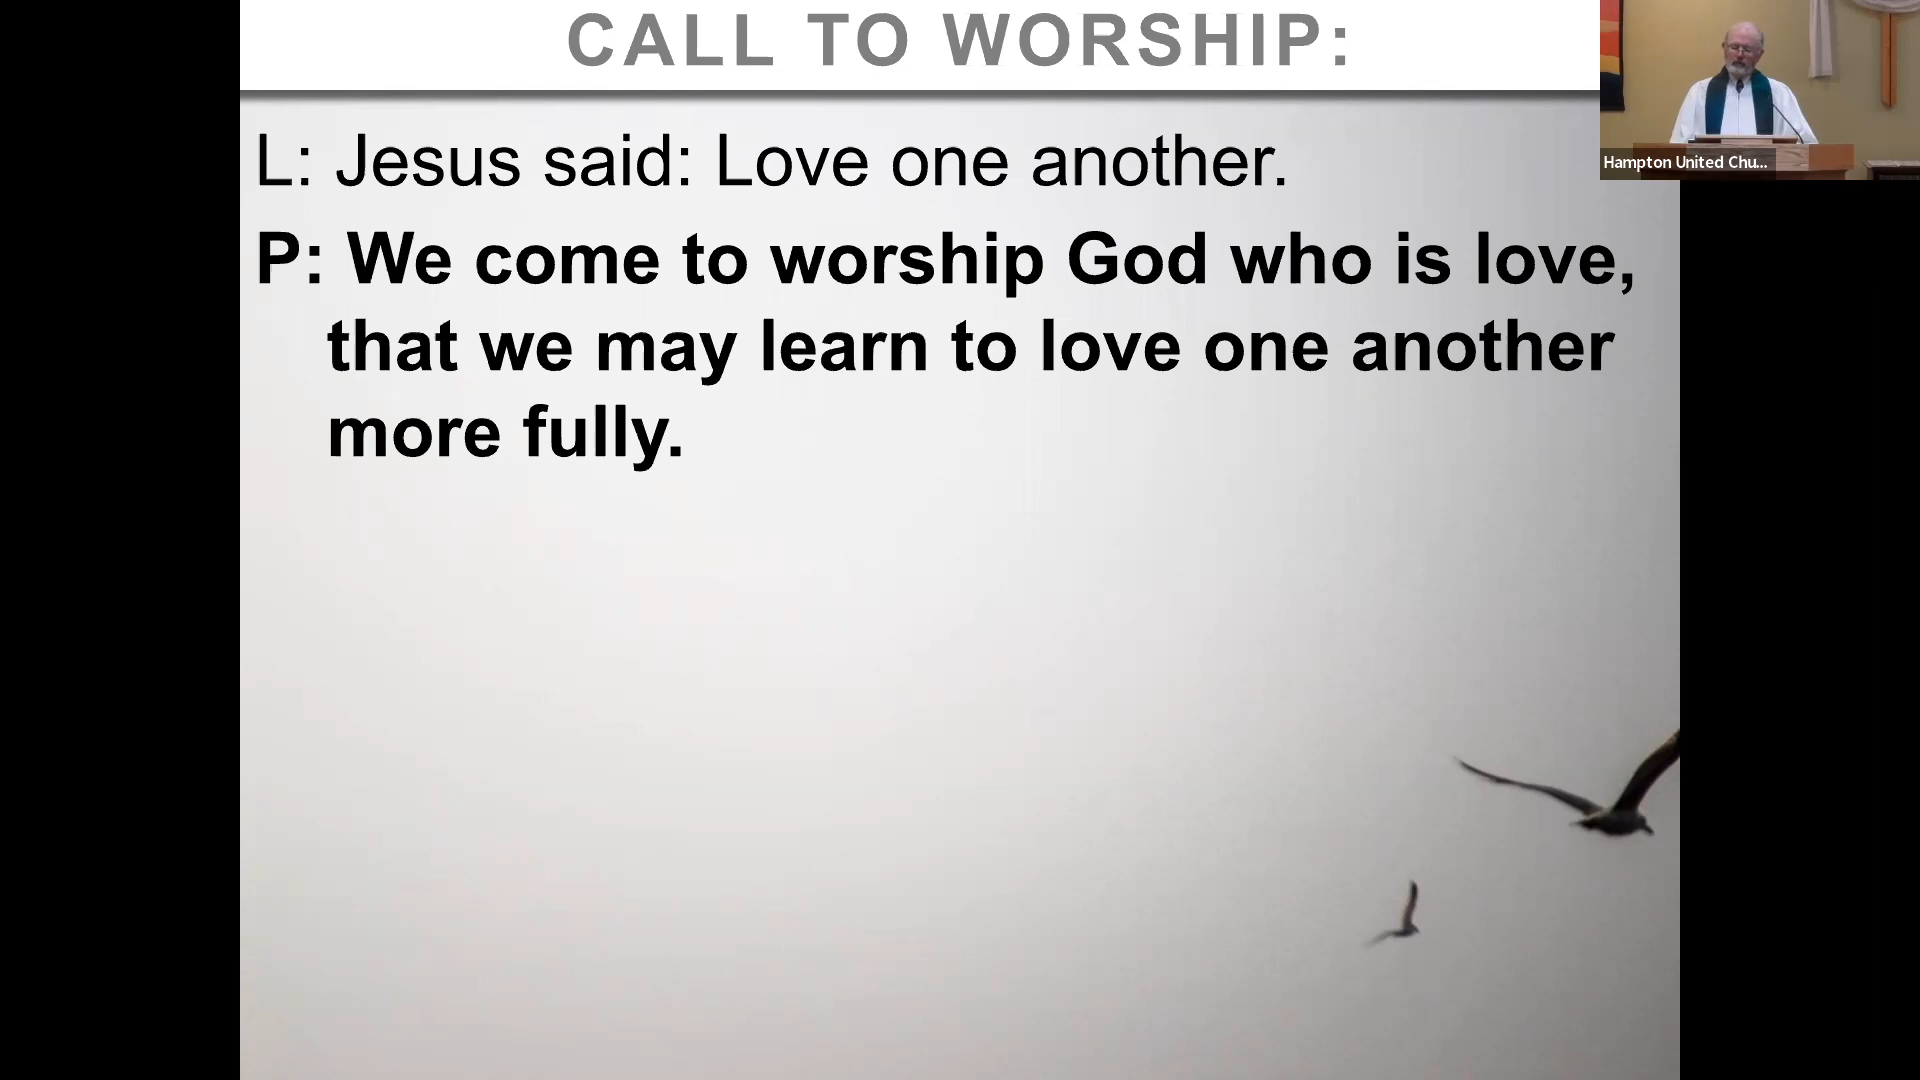 CALL TO WORSHIP:
L: Jesus said: Love one another.
P: We come to worship God who is love,
that we may learn to love one another
more fully.
Hampton United Chu...